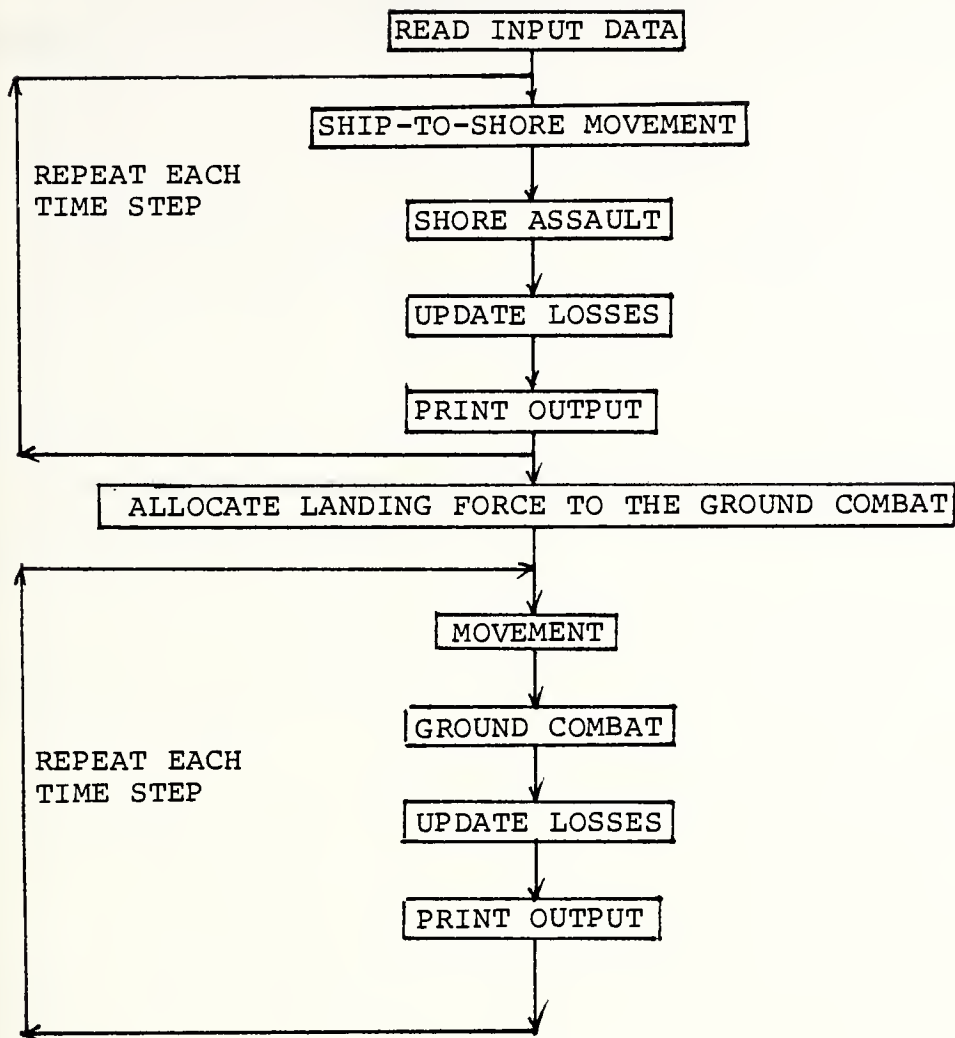 READ INPUT DATA
SHIP-TO-SHORE MOVEMENT
REPEAT EACH
TIME STEP
SHORE ASSAULT
UPDATE LOSSES
PRINT OUTPUT
ALLOCATE LANDING FORCE TO THE GROUND COMBAT
MOVEMENT
GROUND COMBAT
REPEAT EACH
TIME STEP
UPDATE LOSSES
PRINT OUTPUT